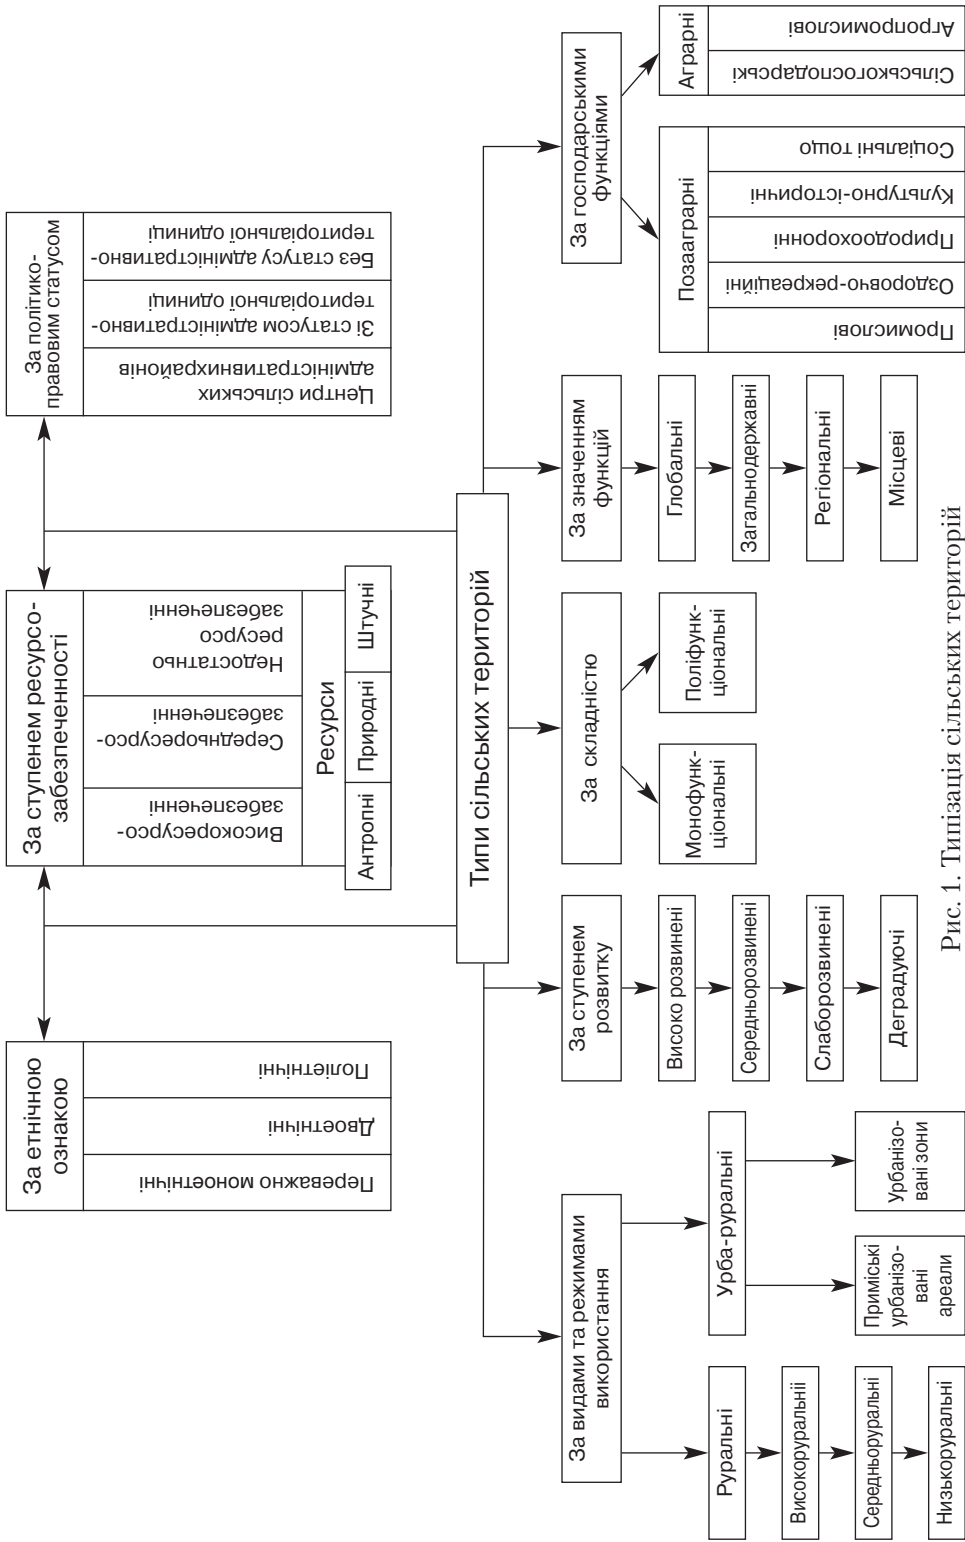 За етнічною
ознакою
Переважно моноетнічні
Двоетнічні
Поліетнічні
За ступенем ресурсо-
забезпеченності
Високоресурсо-
забезпеченні
Середньоресурсо-
забезпеченні
Недостатньо
ресурсо
забезпеченні
Ресурси
Антропні
Природні
Штучні
За політико-
правовим статусом
Центри сільських
адміністративнихрайонів
Зі статусом адміністративно-
територіальної одиниці
Без статусу адміністративно-
територіальної одиниці
Типи сільських територій
За видами та режимами
використання
Руральні
Високоруральніі
Середньоруральні
Низькоруральні
Урба-руральні
Приміські
урбанізо-
вані
ареали
Урбанізо-
вані зони
За ступенем
розвитку
Високо розвинені
Середньорозвинені
Слаборозвинені
Деградуючі
За складністю
Монофунк-
ціональні
Поліфунк-
ціональні
За значенням
функцій
Глобальні
Загальнодержавні
Регіональні
Місцеві
За господарськими
функціями
Позааграрні
Промислові
Оздоровчо-рекреаційні
Природоохоронні
Культурно-історичні
Соціальні тощо
Аграрні
Сільськогосподарські
Агропромислові
Рис. 1. Типізація сільських територій